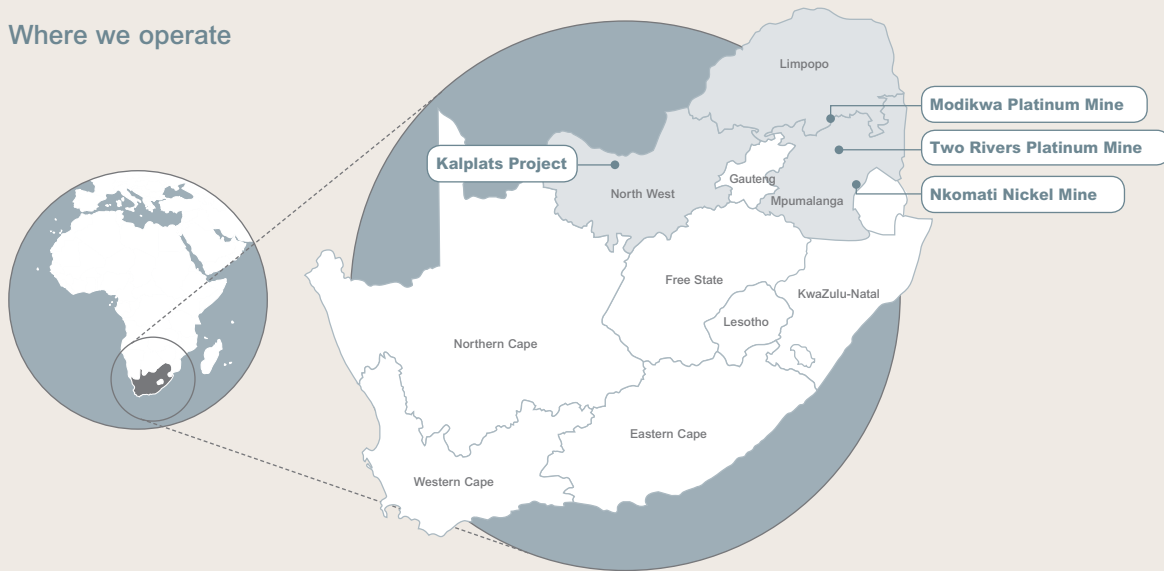 Where we operate
Limpopo
Modikwa Platinum Mine
Two Rivers Platinum Mine
Kalplats Project
Gauteng
North West
Mpumalanga
Nkomati Nickel Mine
Free State
KwaZulu-Natal
Lesotho
Northern Cape
Eastern Cape
Western Cape